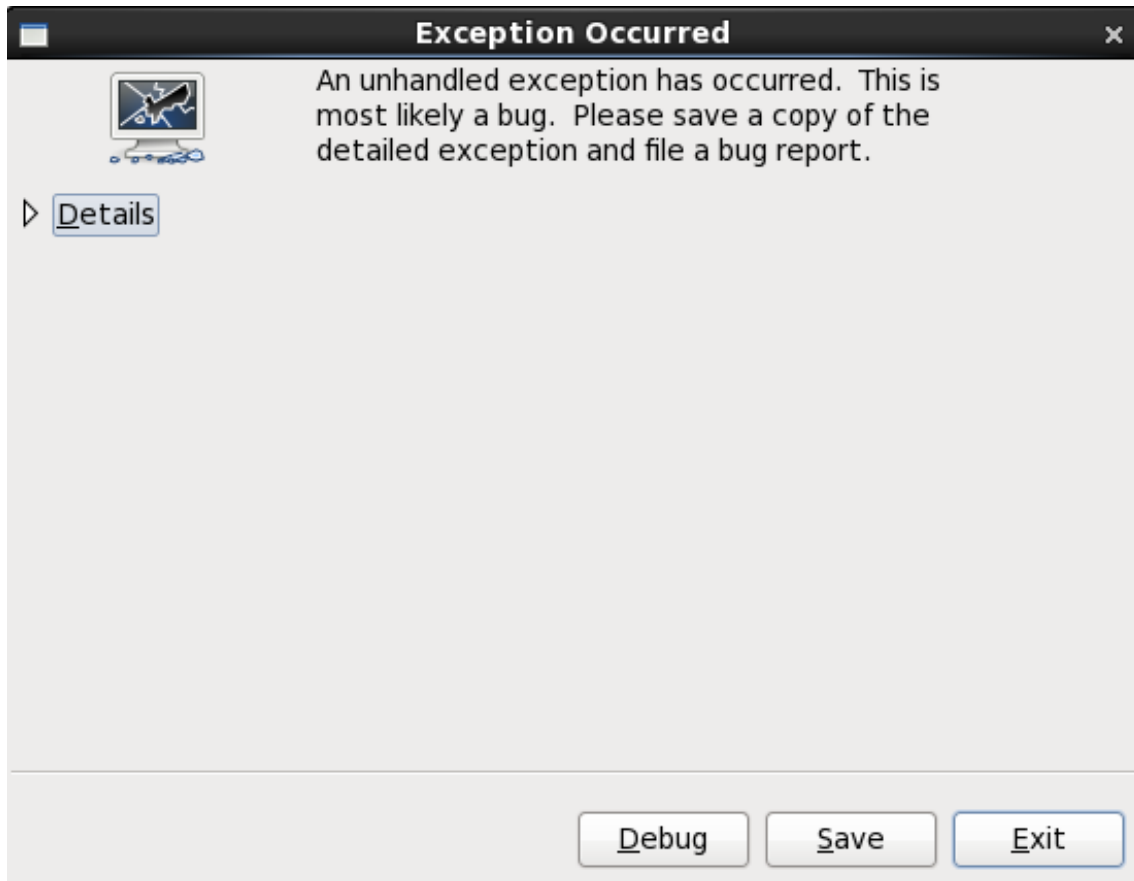 Exception Occurred
An unhandled exception has occurred.  This is
most likely a bug.  Please save a copy of the
detailed exception and file a bug report.
Details
Debug Save Exit